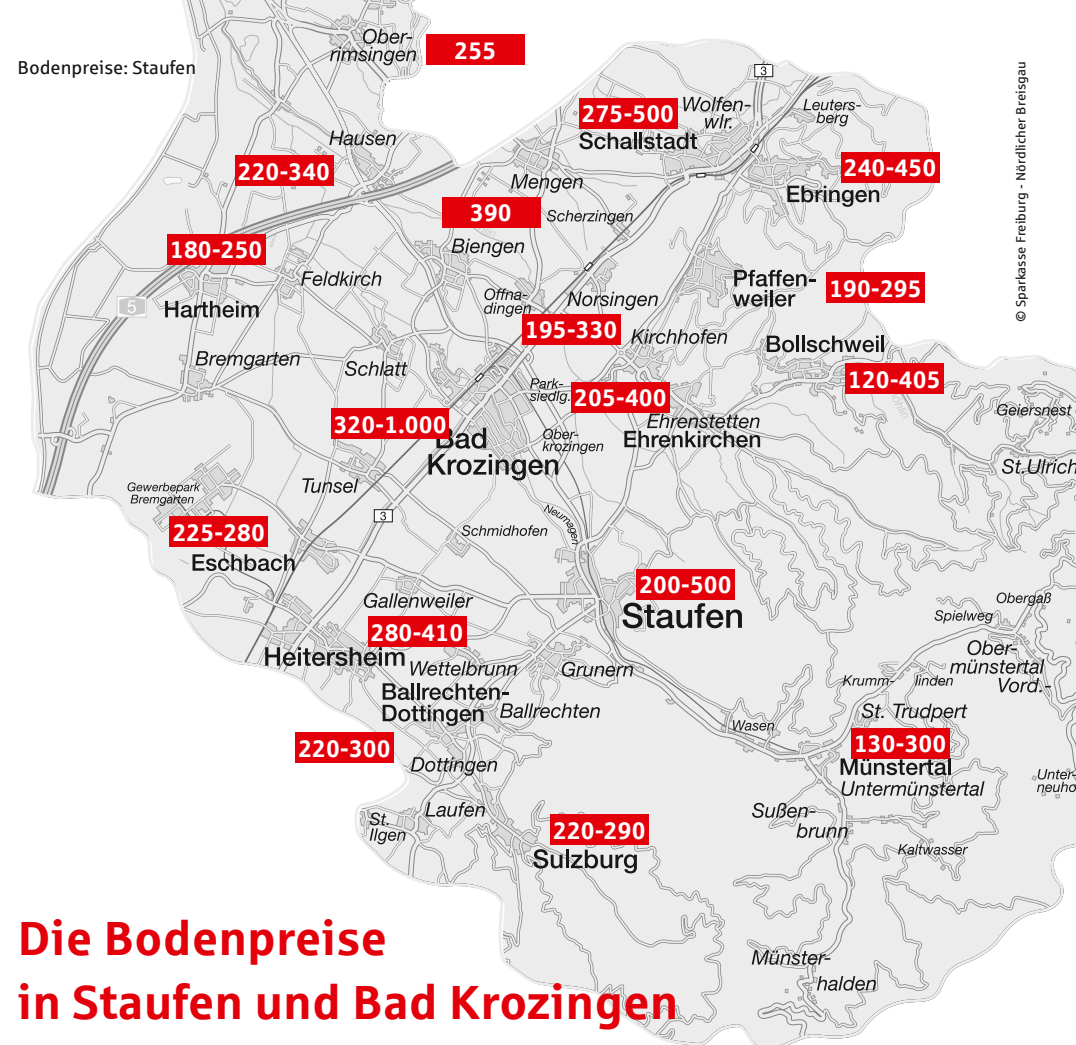 Ober-
rimsingen
255
Bodenpreise: Staufen
3
© Sparkasse Freiburg - Nördlicher Breisgau
275-500
Wolfen-
wlr.
Leuters-
berg
Schallstadt
Hausen
220-340
240-450
Mengen
Ebringen
390
Scherzingen
Biengen
180-250
Feldkirch
Pfaffen-
weiler
190-295
5
Hartheim
Offna-
dingen
Norsingen
195-330
Kirchhofen
Bollschweil
Bremgarten
Schlatt
120-405
Park-
siedlg.
205-400
Geiersnest
320-1.000
Ehrenstetten
Ehrenkirchen
Bad
Krozingen
Ober-
krozingen
St.Ulrich
Tunsel
Gewerbepark
Bremgarten
3
Neumagen
225-280
Schmidhofen
Eschbach
200-500
Staufen
Gallenweiler
Obergaß
Spielweg
280-410
Heitersheim
Wettelbrunn
Grunern
Ober-
münstertal
Vord.-
Krumm-
linden
Ballrechten-
Dottingen
Ballrechten
St. Trudpert
Wasen
220-300
130-300
Münstertal
Untermünstertal
Dottingen
Unter-
neuho
Laufen
St.
Ilgen
Sußen-
brunn
220-290
Sulzburg
Kaltwasser
Die Bodenpreise
in Staufen und Bad Krozingen
Münster-
halden